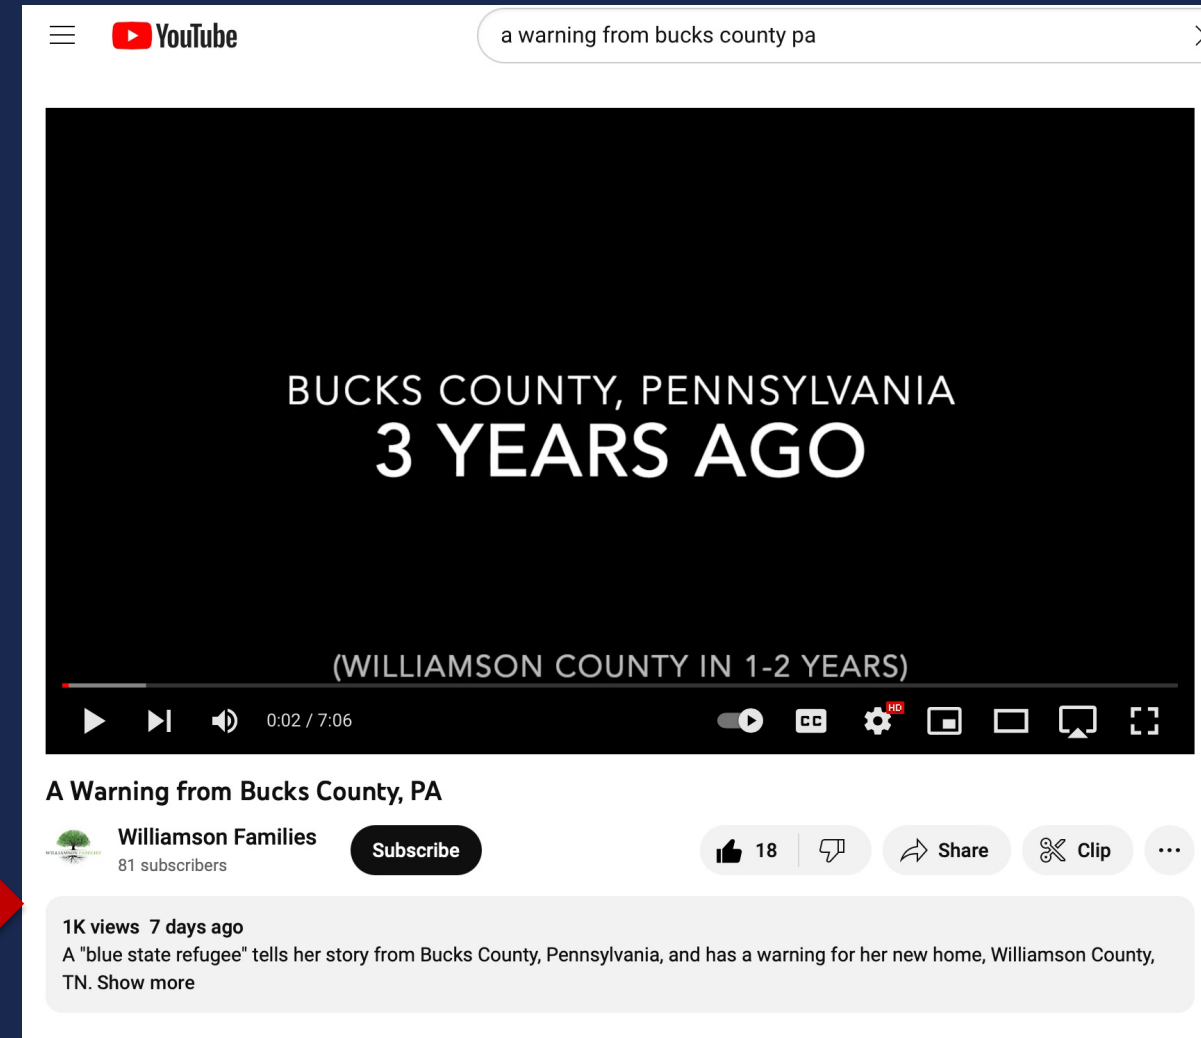 YouTube
a warning from bucks county pa
BUCKS COUNTY, PENNSYLVANIA
3 YEARS AGO
(WILLIAMSON COUNTY IN 1-2 YEARS)
0:02 / 7:06
CC
HD
A Warning from Bucks County, PA
WILLIAMSON FAMILIES
Williamson Families
81 subscribers
Subscribe
18
Share
Clip
1K views 7 days ago
A "blue state refugee" tells her story from Bucks County, Pennsylvania, and has a warning for her new home, Williamson County,
TN. Show more